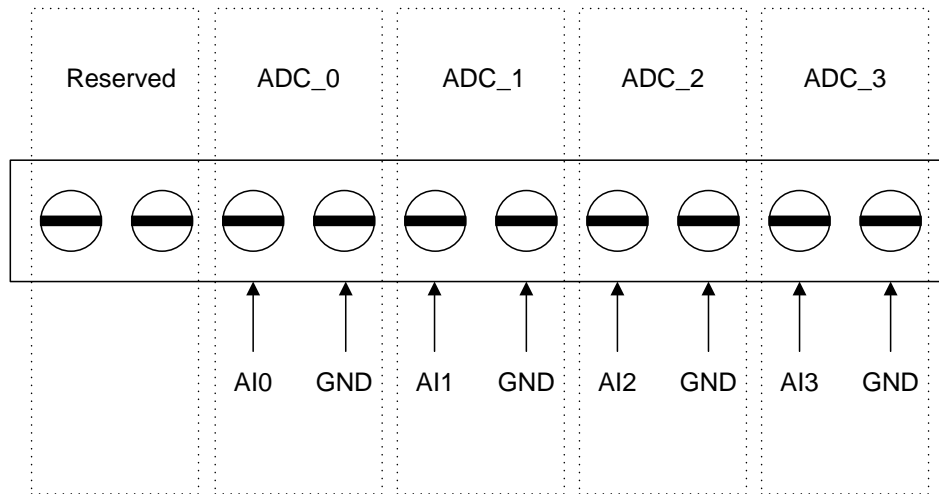 Reserved ADC_0 ADC_1 ADC_2 ADC_3
AI0 GND AI1 GND AI2 GND AI3 GND